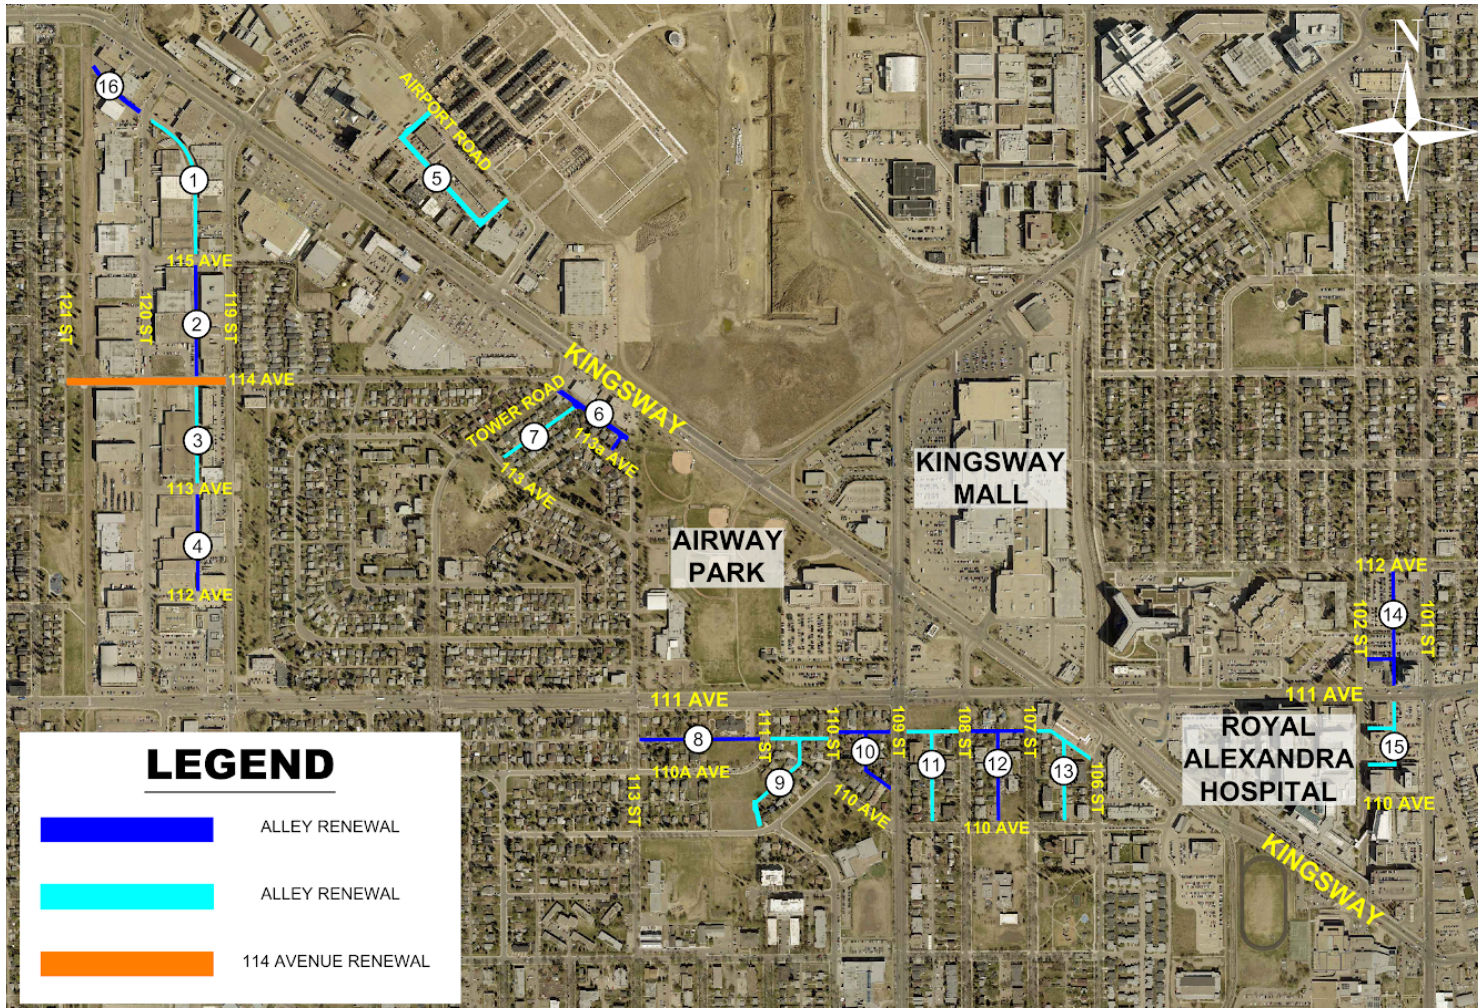 N
16
AIRPORT ROAD
1
5
115 AVE
121 ST
120 ST
119 ST
2
114 AVE
KINGSWAY
TOWER ROAD
6
7
113a AVE
3
113 AVE
113 AVE
KINGSWAY
MALL
4
AIRWAY
PARK
112 AVE
112 AVE
102 ST
14
101 ST
111 AVE
111 AVE
8
111 ST
110 ST
109 ST
108 ST
107 ST
10
11
12
13
106 ST
9
110A AVE
113 ST
110 AVE
110 AVE
ROYAL
ALEXANDRA
HOSPITAL
15
110 AVE
KINGSWAY
LEGEND
ALLEY RENEWAL
ALLEY RENEWAL
114 AVENUE RENEWAL